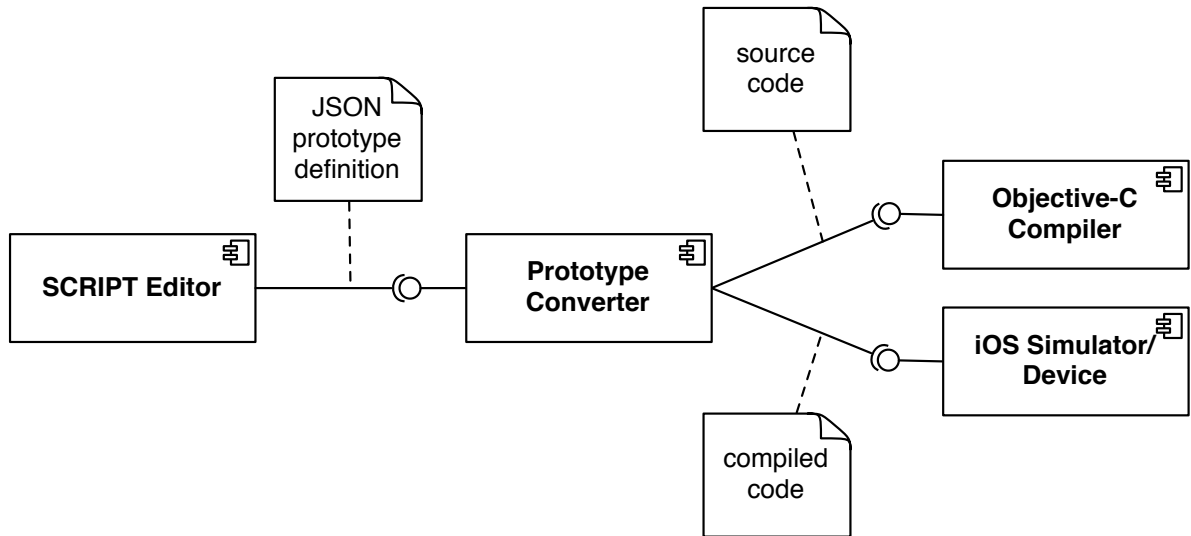 source
code
JSON
prototype
definition
SCRIPT Editor
Prototype
Converter
Objective-C
Compiler
iOS Simulator/
Device
compiled
code